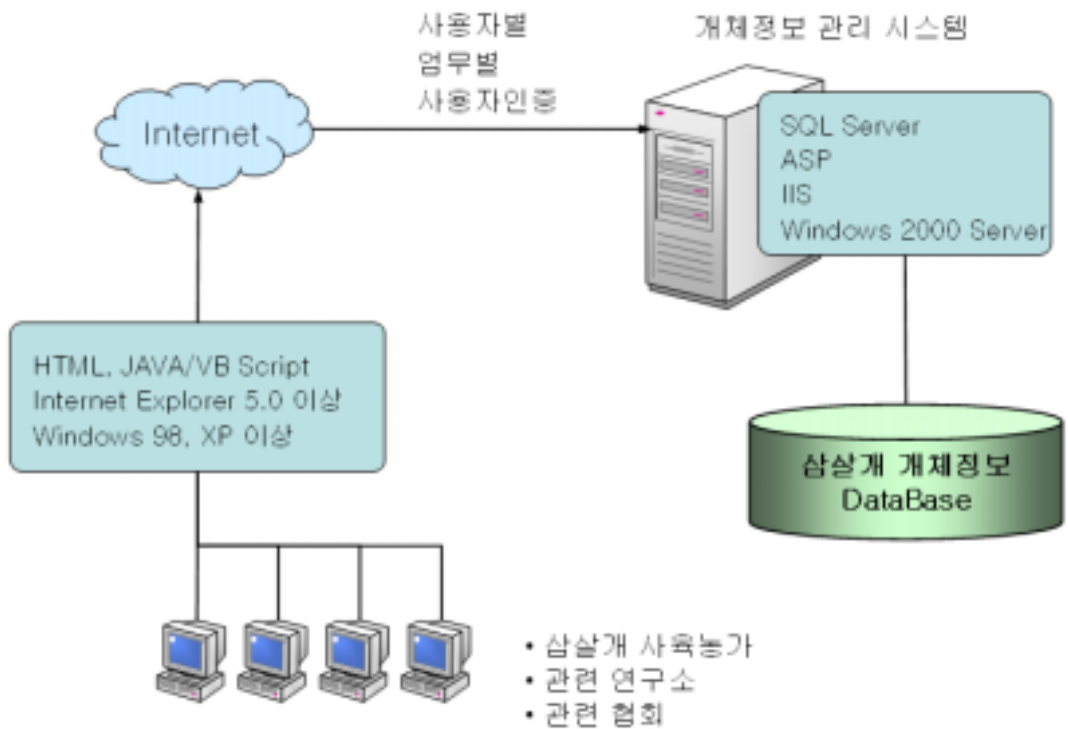 사용자별
업무별
사용자인증
개체정보 관리 시스템
Internet
SQL Server
ASP
IIS
Windows 2000 Server
HTML, JAVA/VB Script
Internet Explorer 5.0 이상
Windows 98, XP 이상
삽살개 개체정보
DataBase
• 삽살개 사육농가
• 관련 연구소
• 관련 협회